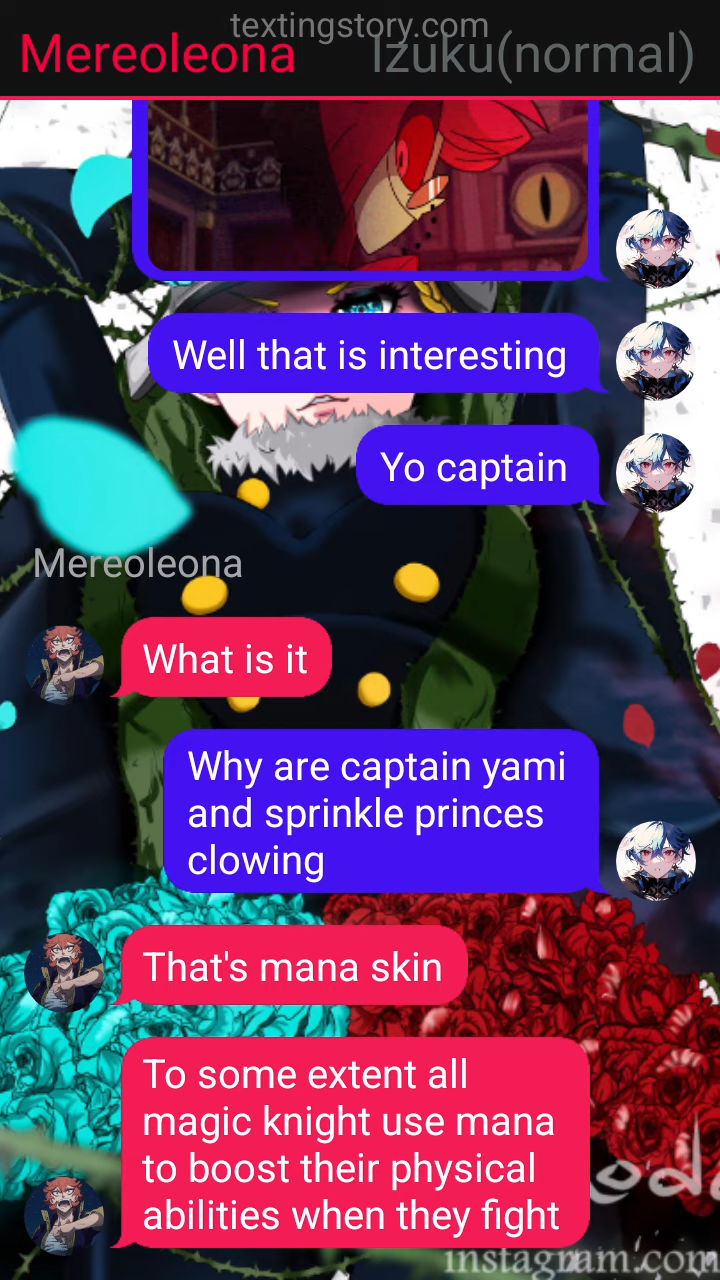 textingstory.com
Mereoleona
Izuku(normal)
Well that is interesting
Yo captain
Mereoleona
What is it
Why are captain yami
and sprinkle princes
clowing
That's mana skin
To some extent all
magic knight use mana
to boost their physical
abilities when they fight
instagram.com